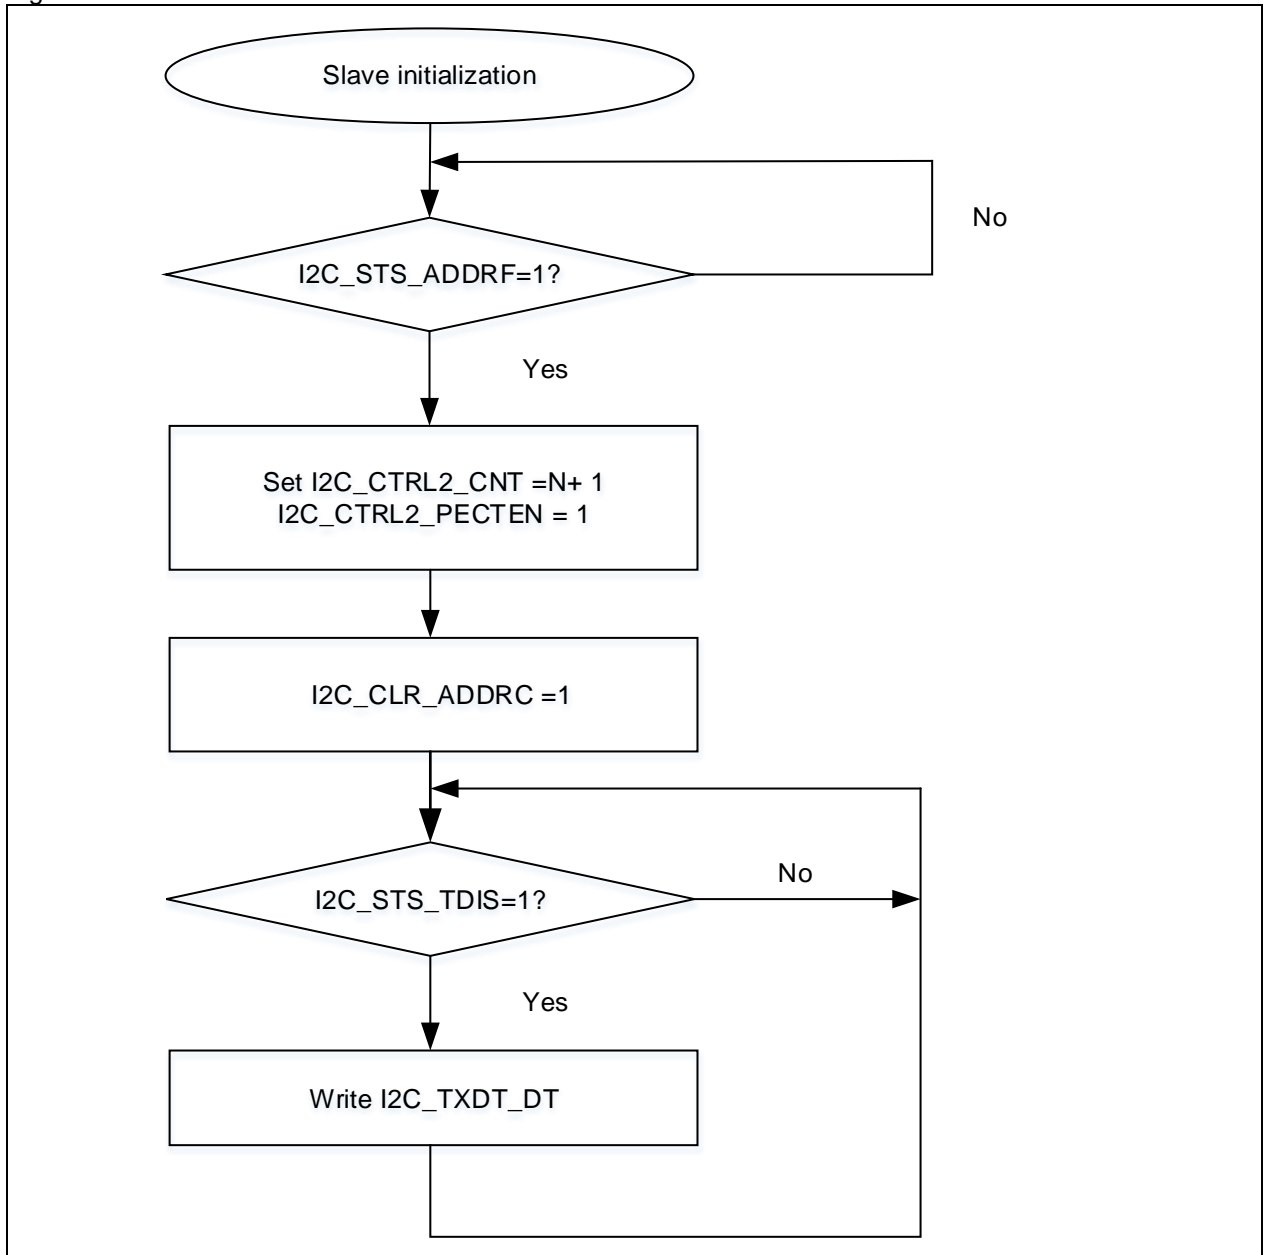 Slave initialization
No
I2C_STS_ADDRF=1?
Yes
Set I2C_CTRL2_CNT =N+ 1
I2C_CTRL2_PECTEN = 1
I2C_CLR_ADDRC =1
No
I2C_STS_TDIS=1?
Yes
Write I2C_TXDT_DT